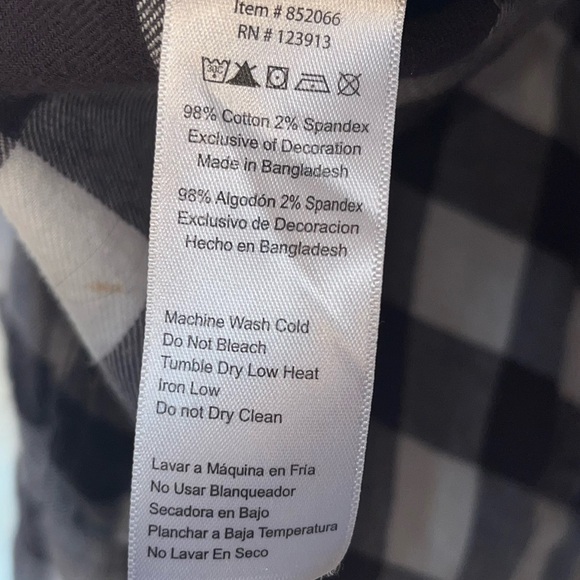 Item # 852066
RN # 123913
98% Cotton 2% Spandex
Exclusive of Decoration
Made in Bangladesh
98% Algodón 2% Spandex
Exclusivo de Decoracion
Hecho en Bangladesh
Machine Wash Cold
Do Not Bleach
Tumble Dry Low Heat
Iron Low
Do not Dry Clean
Lavar a Máquina en Fría
No Usar Blanqueador
Secadora en Bajo
Planchar a Baja Temperatura
No Lavar En Seco